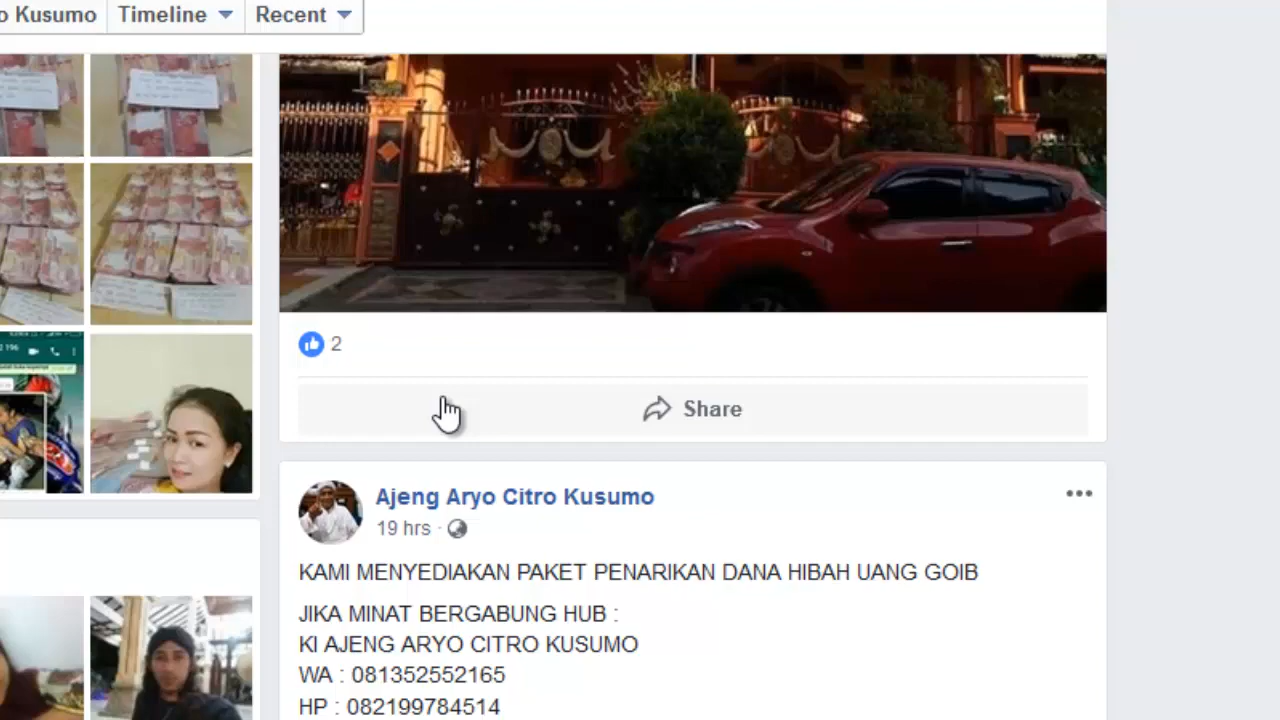 o Kusumo
Timeline
Recent
2
Share
Ajeng Aryo Citro Kusumo
19 hrs ·
KAMI MENYEDIAKAN PAKET PENARIKAN DANA HIBAH UANG GOIB
JIKA MINAT BERGABUNG HUB :
KI AJENG ARYO CITRO KUSUMO
WA : 081352552165
HP : 082199784514